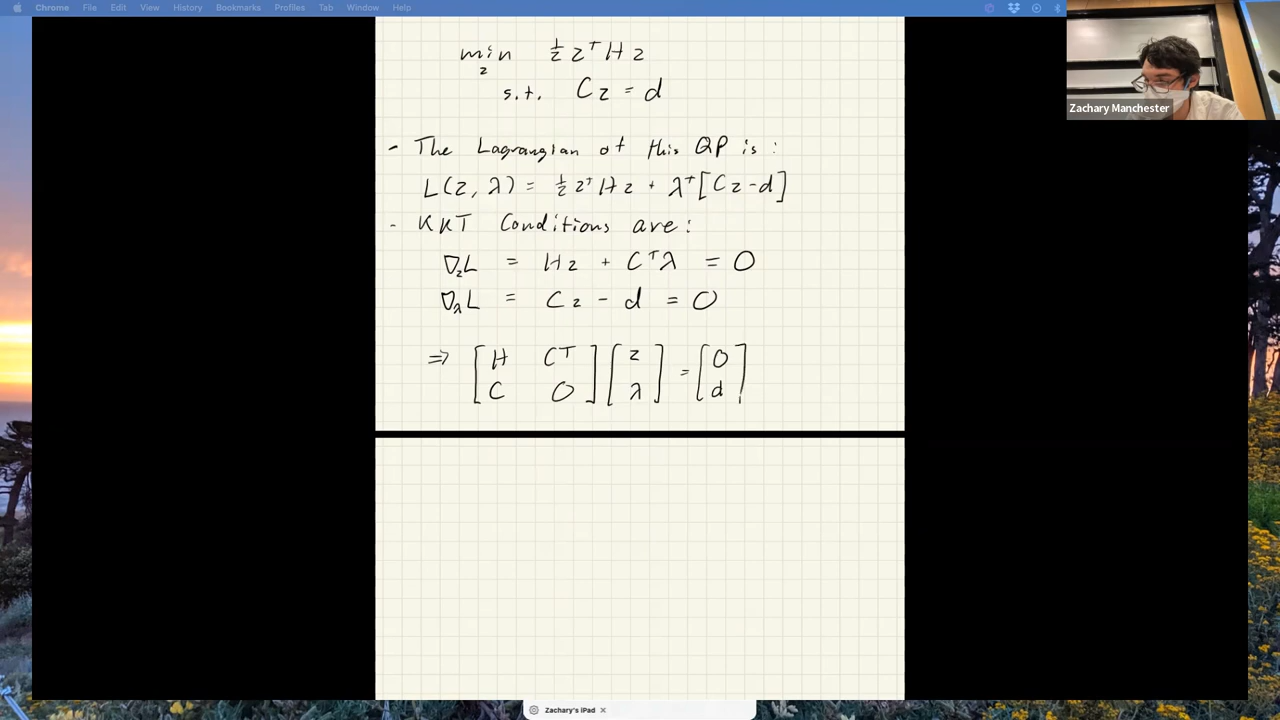 Chrome File Edit View History Bookmarks Profiles Tab Window Help
min ½ zᵀHz
z
s.t. Cz = d
- The Lagrangian of this QP is:
L(z, λ) = ½ zᵀHz + λᵀ[Cz-d]
- KKT Conditions are:
∇zL = Hz + Cᵀλ = 0
∇λL = Cz - d = 0
⇒ [H Cᵀ] [z] = [0]
[C 0] [λ] [d]
Zachary Manchester
Zachary's iPad